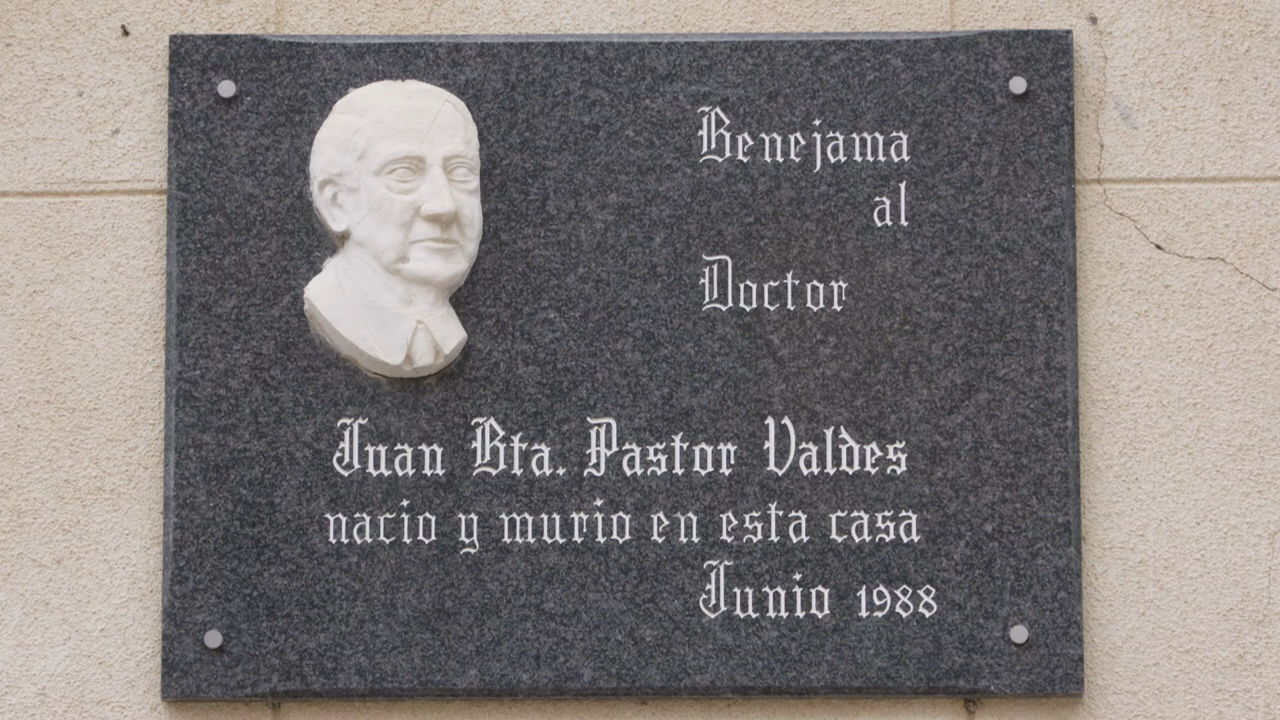 Benejama
al
Doctor
Juan Bta. Pastor Valdes
nacio y murio en esta casa
Junio 1988